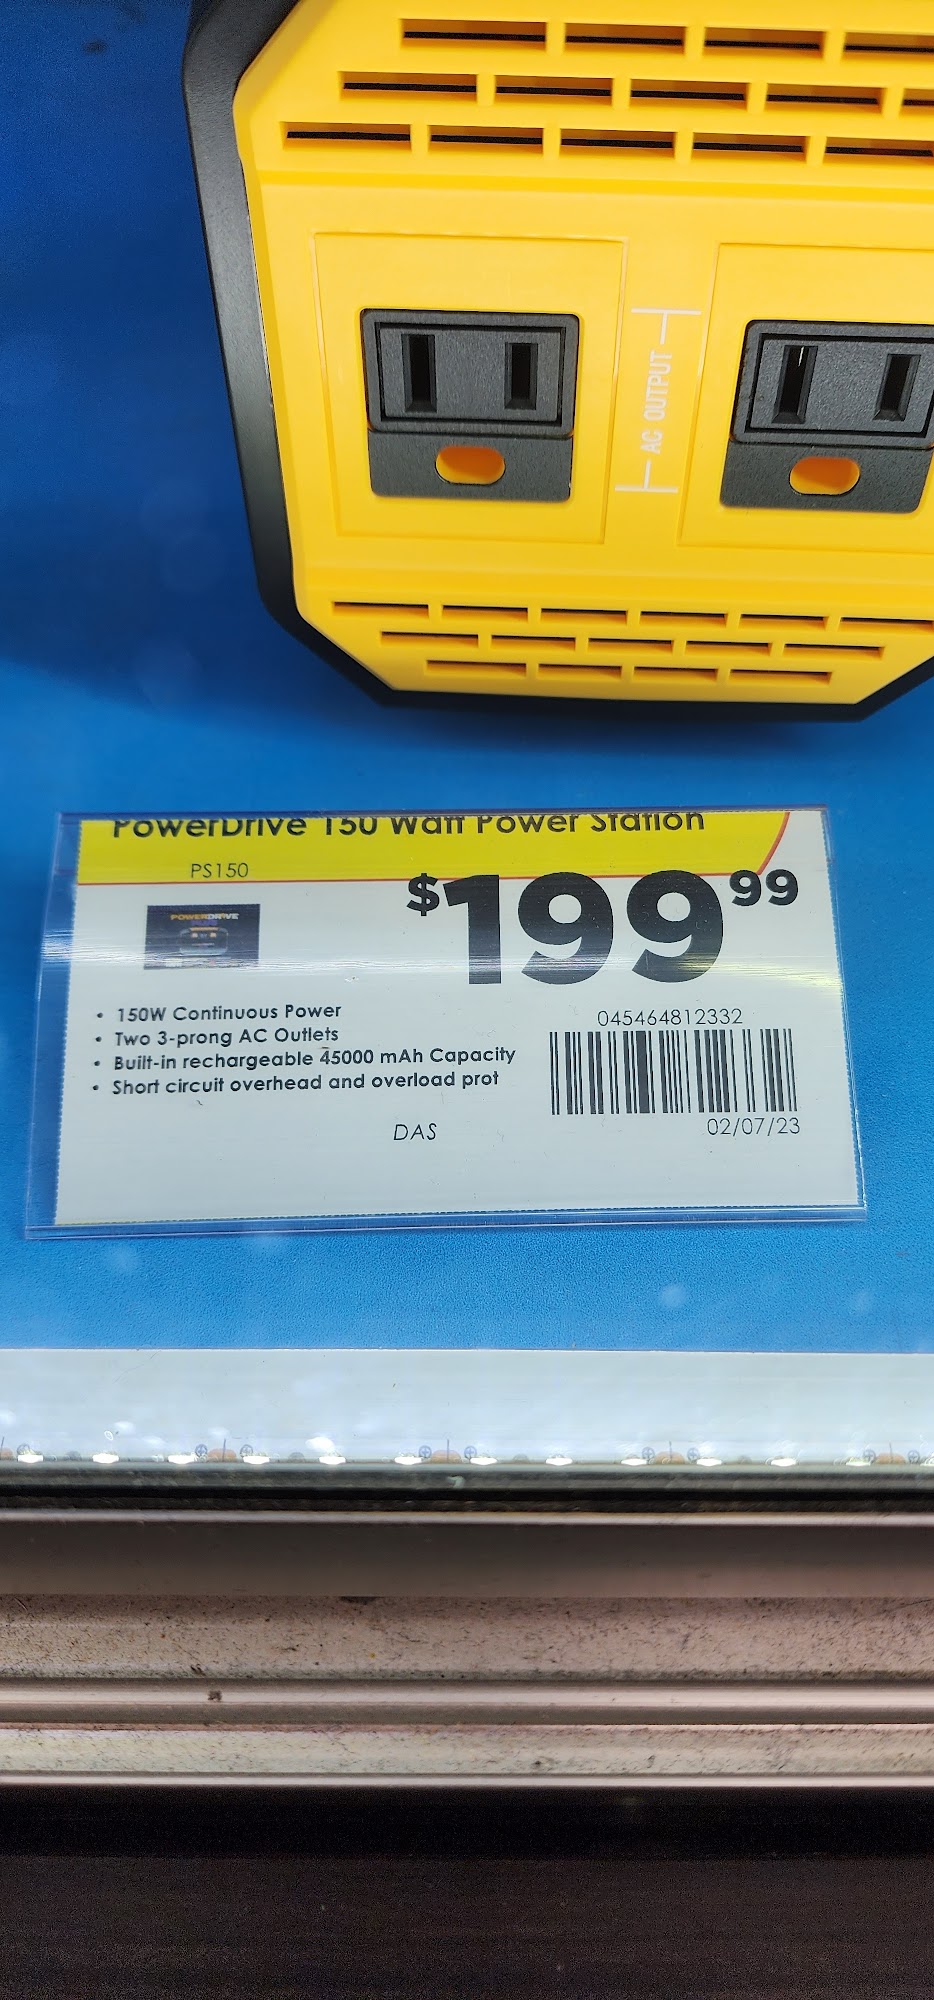 AC OUTPUT
PowerDrive 150 Watt Power Station
PS150
$199 99
POWERDRIVE
045464812332
• 150W Continuous Power
• Two 3-prong AC Outlets
• Built-in rechargeable 45000 mAh Capacity
• Short circuit overhead and overload prot
DAS
02/07/23